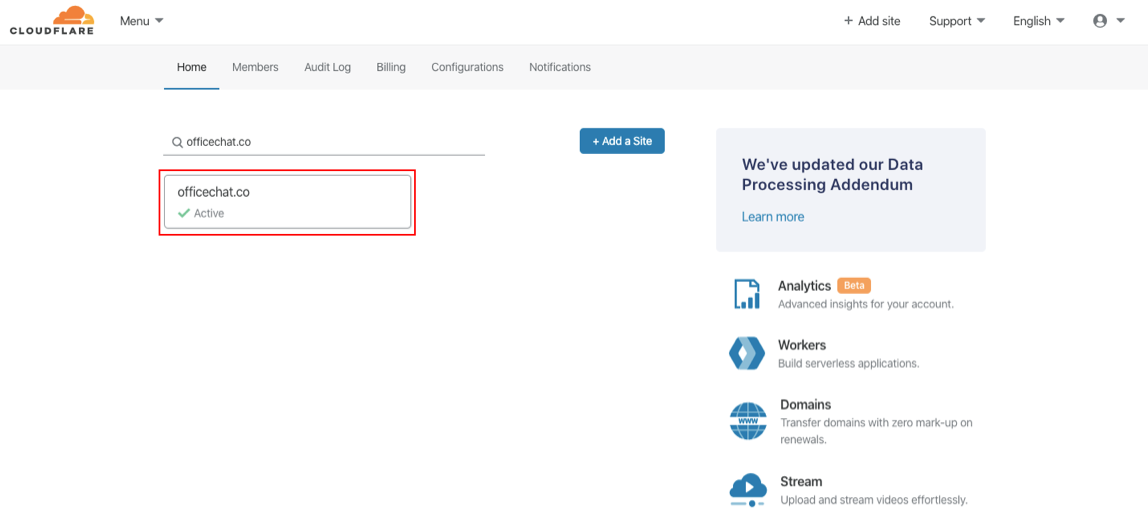 CLOUDFLARE
Menu
+ Add site
Support
English
Home
Members
Audit Log
Billing
Configurations
Notifications
officechat.co
+ Add a Site
officechat.co
Active
We've updated our Data
Processing Addendum
Learn more
Analytics Beta
Advanced insights for your account.
Workers
Build serverless applications.
www
Domains
Transfer domains with zero mark-up on
renewals.
Stream
Upload and stream videos effortlessly.